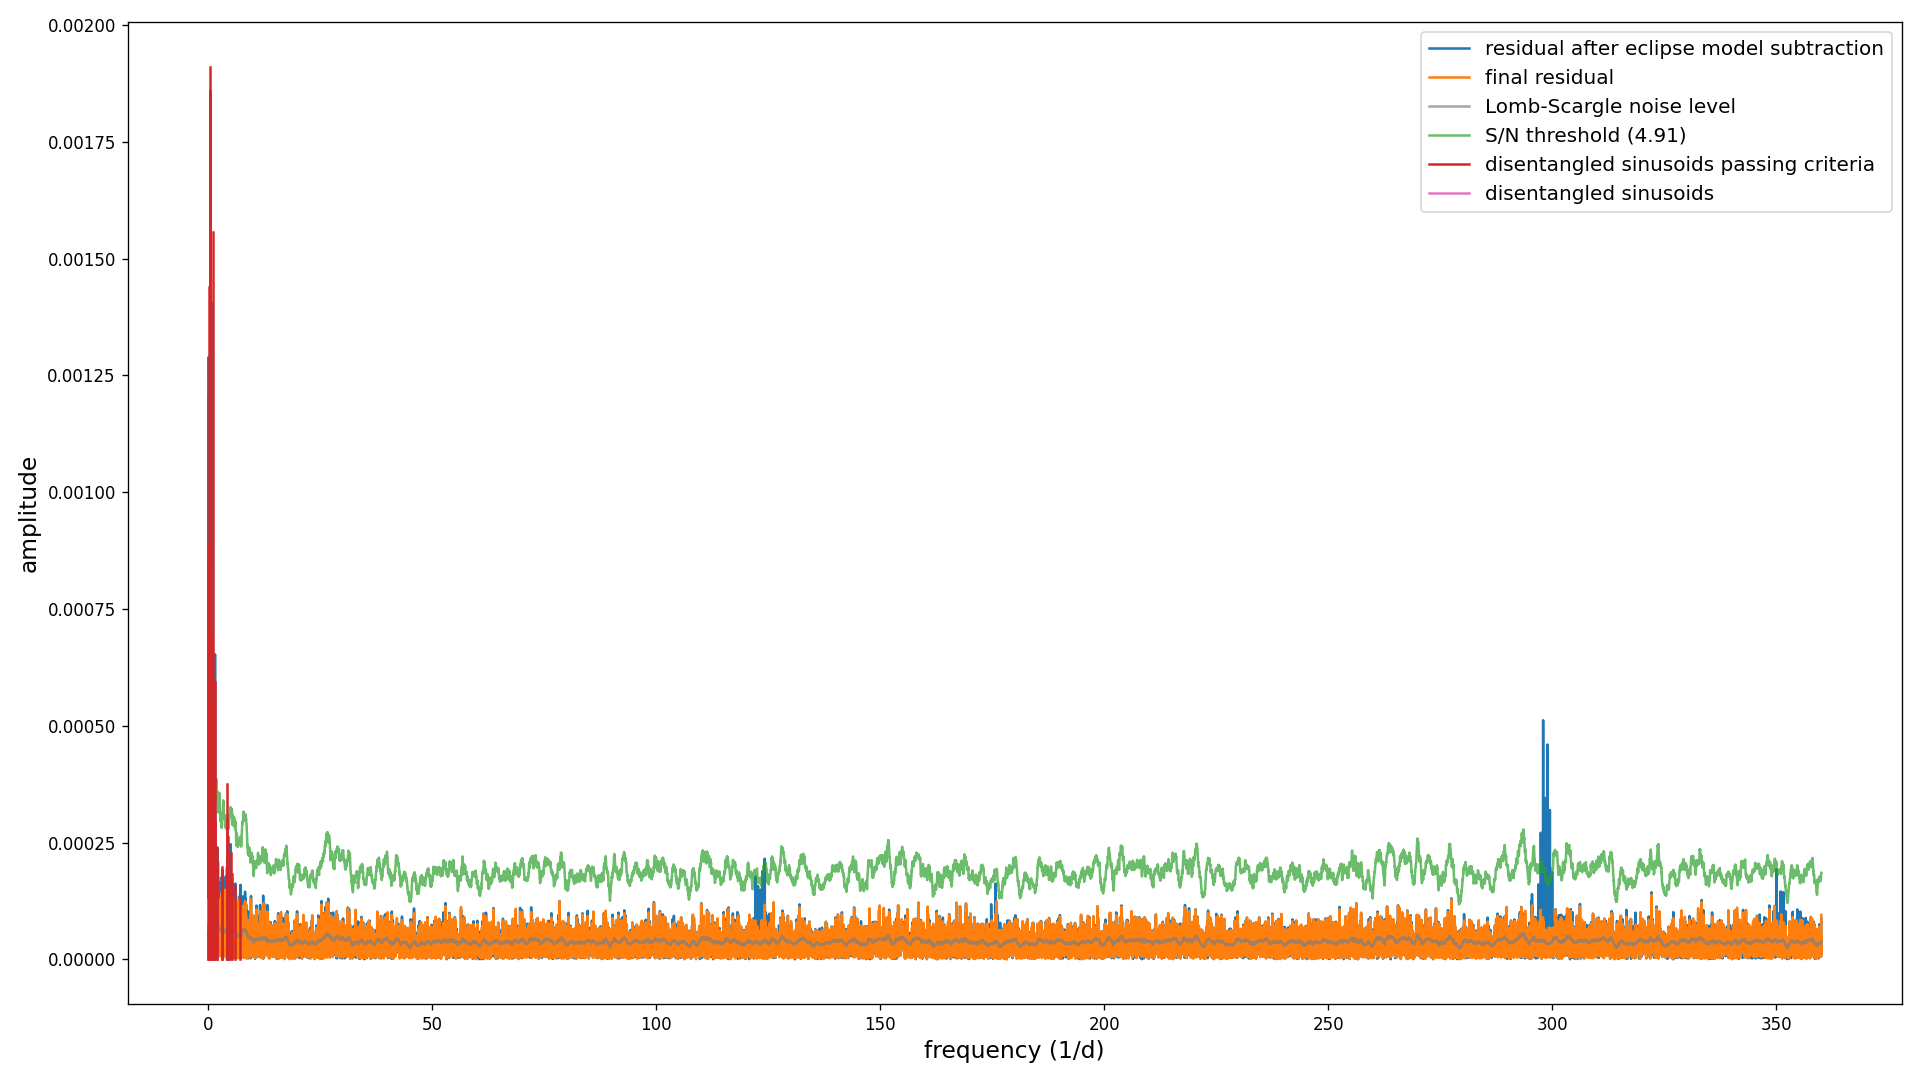 0.00200
0.00175
0.00150
0.00125
0.00100
0.00075
0.00050
0.00025
0.00000
amplitude
residual after eclipse model subtraction
final residual
Lomb-Scargle noise level
S/N threshold (4.91)
disentangled sinusoids passing criteria
disentangled sinusoids
0 50 100 150 200 250 300 350
frequency (1/d)